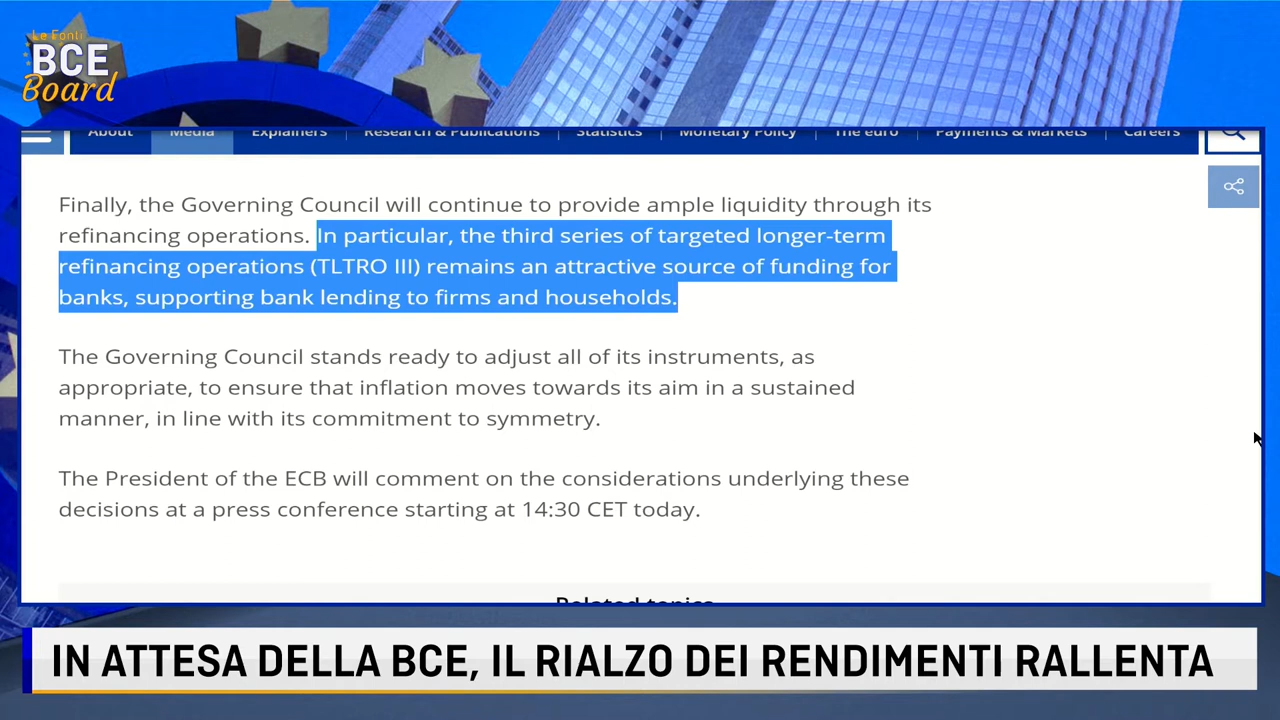 Le Fonti
BCE
Board
About
Media
Explainers
Research & Publications
Statistics
Monetary Policy
The euro
Payments & Markets
Careers
Finally, the Governing Council will continue to provide ample liquidity through its
refinancing operations. In particular, the third series of targeted longer-term
refinancing operations (TLTRO III) remains an attractive source of funding for
banks, supporting bank lending to firms and households.
The Governing Council stands ready to adjust all of its instruments, as
appropriate, to ensure that inflation moves towards its aim in a sustained
manner, in line with its commitment to symmetry.
The President of the ECB will comment on the considerations underlying these
decisions at a press conference starting at 14:30 CET today.
Related topics
IN ATTESA DELLA BCE, IL RIALZO DEI RENDIMENTI RALLENTA